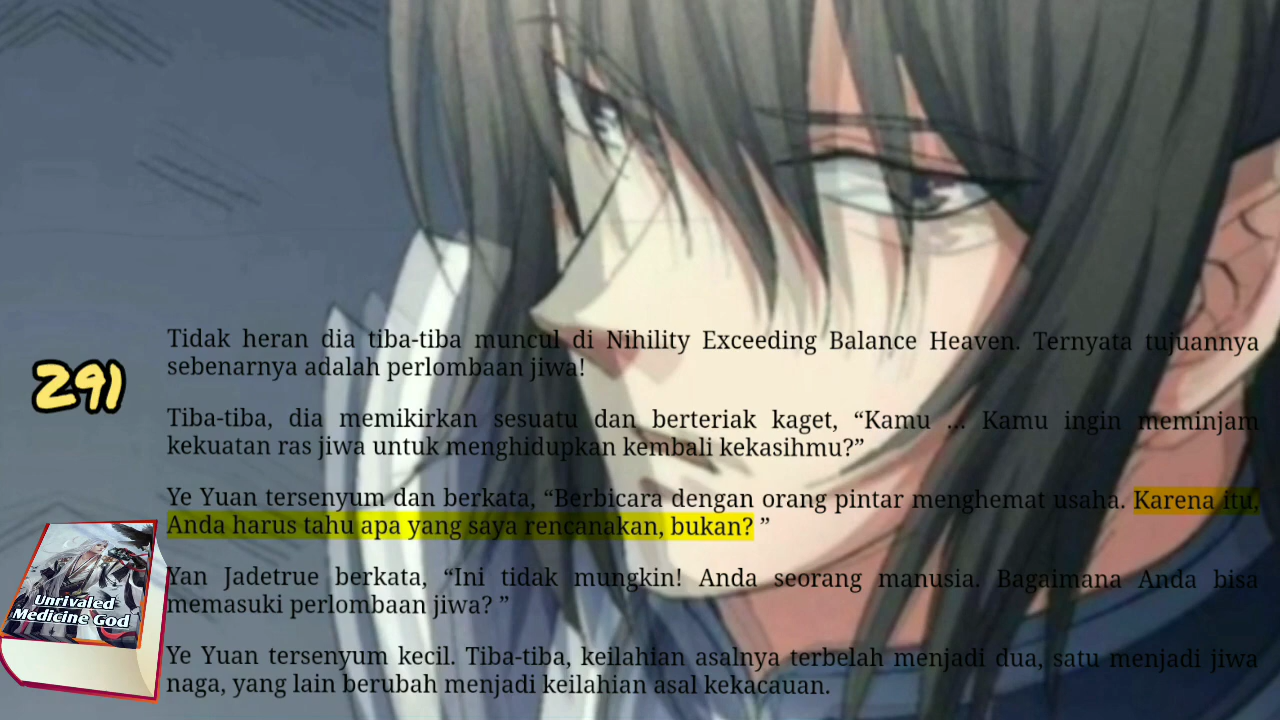 Tidak heran dia tiba-tiba muncul di Nihility Exceeding Balance Heaven. Ternyata tujuannya
sebenarnya adalah perlombaan jiwa!
291
Tiba-tiba, dia memikirkan sesuatu dan berteriak kaget, “Kamu ... Kamu ingin meminjam
kekuatan ras jiwa untuk menghidupkan kembali kekasihmu?”
Ye Yuan tersenyum dan berkata, “Berbicara dengan orang pintar menghemat usaha. Karena itu,
Anda harus tahu apa yang saya rencanakan, bukan? ”
Yan Jadetrue berkata, “Ini tidak mungkin! Anda seorang manusia. Bagaimana Anda bisa
memasuki perlombaan jiwa? ”
Unrivaled
Medicine God
Ye Yuan tersenyum kecil. Tiba-tiba, keilahian asalnya terbelah menjadi dua, satu menjadi jiwa
naga, yang lain berubah menjadi keilahian asal kekacauan.